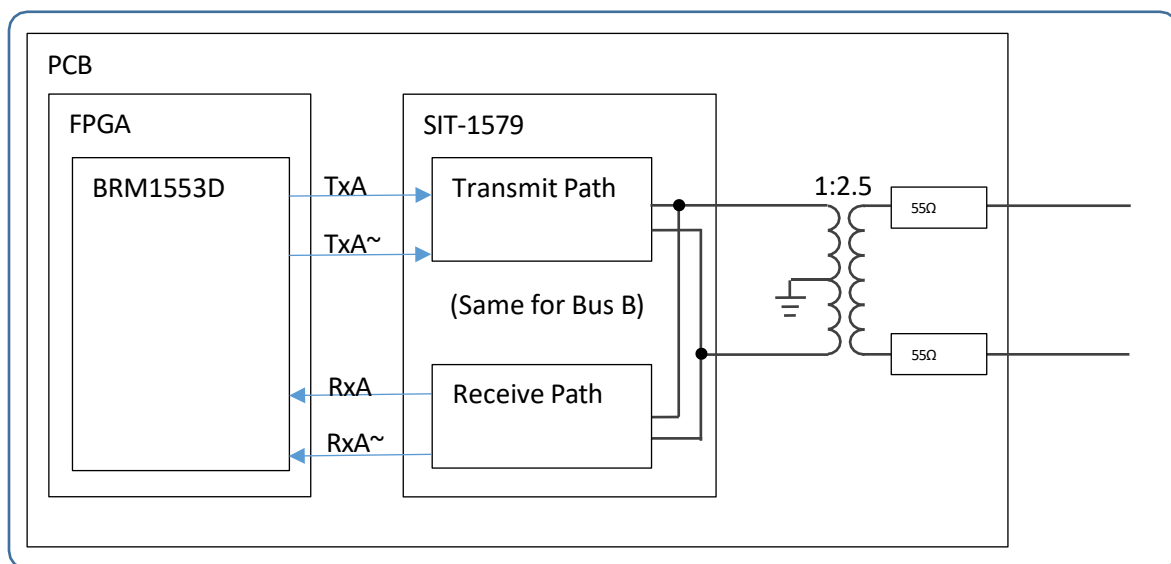 PCB
FPGA
SIT-1579
BRM1553D
TxA
Transmit Path
1:2.5
55Ω
TxA~
(Same for Bus B)
RxA
Receive Path
55Ω
RxA~